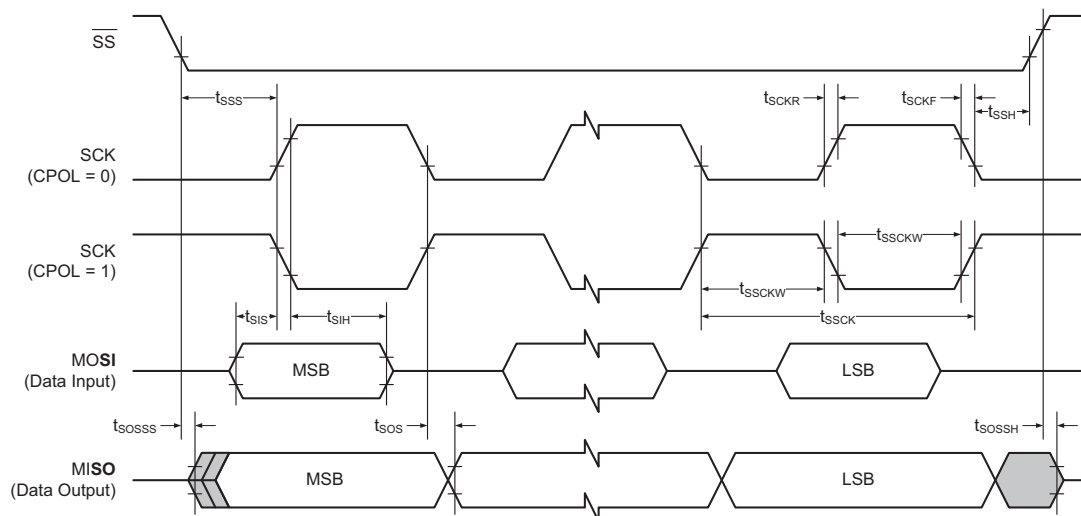 SS
tSSS
tSCKR
tSCKF
tSSH
SCK
(CPOL = 0)
SCK
(CPOL = 1)
tSSCKW
tSSCKW
tSSCK
tSIS
tSIH
MOSI
(Data Input)
MSB
LSB
tSOSSS
tSOS
tSOSSH
MISO
(Data Output)
MSB
LSB